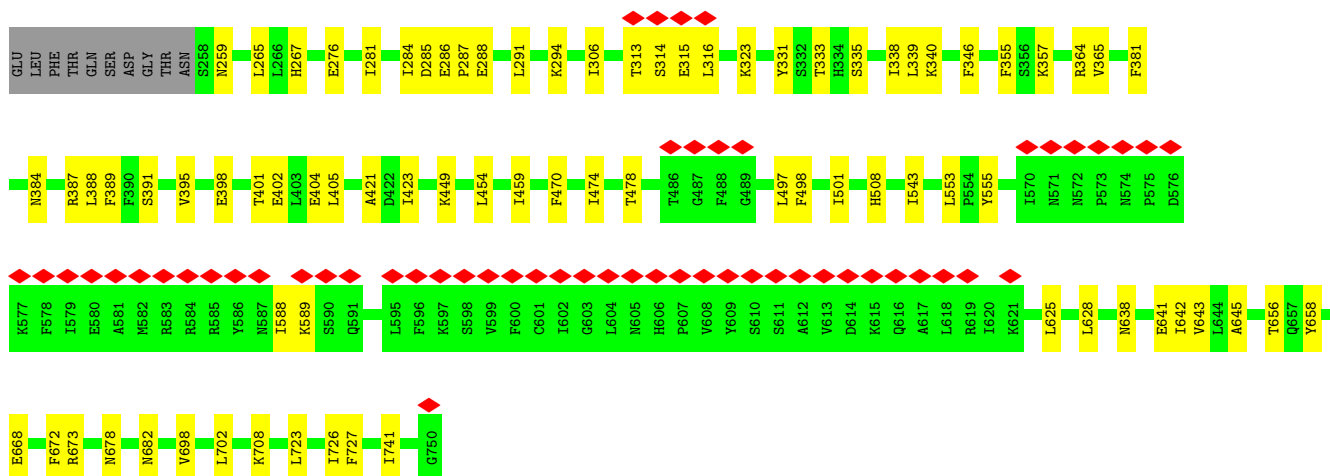 GLU LEU PHE THR GLN SER ASP GLY THR ASN S258 N259 L265 L266 H267 E276 I281 I284 D285 E286 P287 E288 L291 K294 I306 T313 S314 E315 L316 K323 Y331 S332 T333 H334 S335 I338 L339 K340 F346 F355 S356 K357 R364 V365 F381
N384 R387 L388 F389 F390 S391 V395 E398 T401 E402 L403 E404 L405 A421 D422 I423 K449 L454 I459 F470 I474 T478 T486 G487 F488 G489 L497 F498 I501 H508 I543 L553 P554 Y555 I570 N571 N572 P573 N574 P575 D576
K577 F578 I579 E580 A581 M582 R583 R584 R585 Y586 N587 I588 K589 S590 Q591 L595 F596 K597 S598 V599 F600 C601 I602 G603 L604 N605 H606 P607 V608 Y609 S610 S611 A612 V613 D614 K615 Q616 A617 L618 R619 I620 K621 L625 L628 N638 E641 I642 V643 L644 A645 T656 Q657 Y658
E668 F672 R673 N678 N682 V698 L702 K708 L723 I726 F727 I741 G750